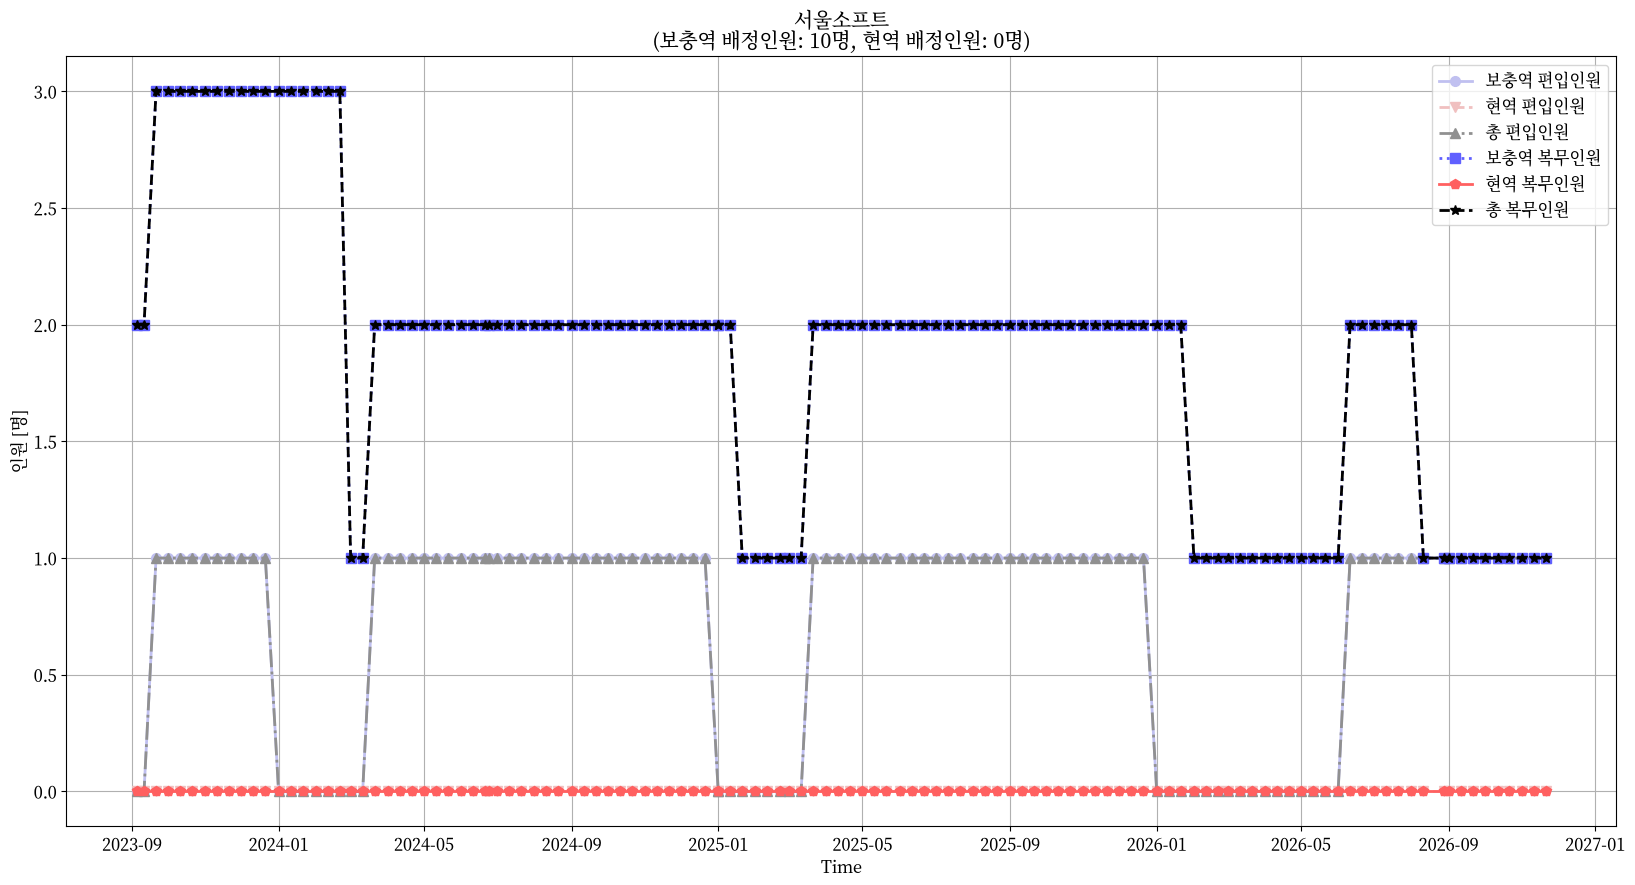 서울소프트
(보충역 배정인원: 10명, 현역 배정인원: 0명)
보충역 편입인원
현역 편입인원
총 편입인원
보충역 복무인원
현역 복무인원
총 복무인원
인원 [명]
3.0
2.5
2.0
1.5
1.0
0.5
0.0
2023-09 2024-01 2024-05 2024-09 2025-01 2025-05 2025-09 2026-01 2026-05 2026-09 2027-01
Time